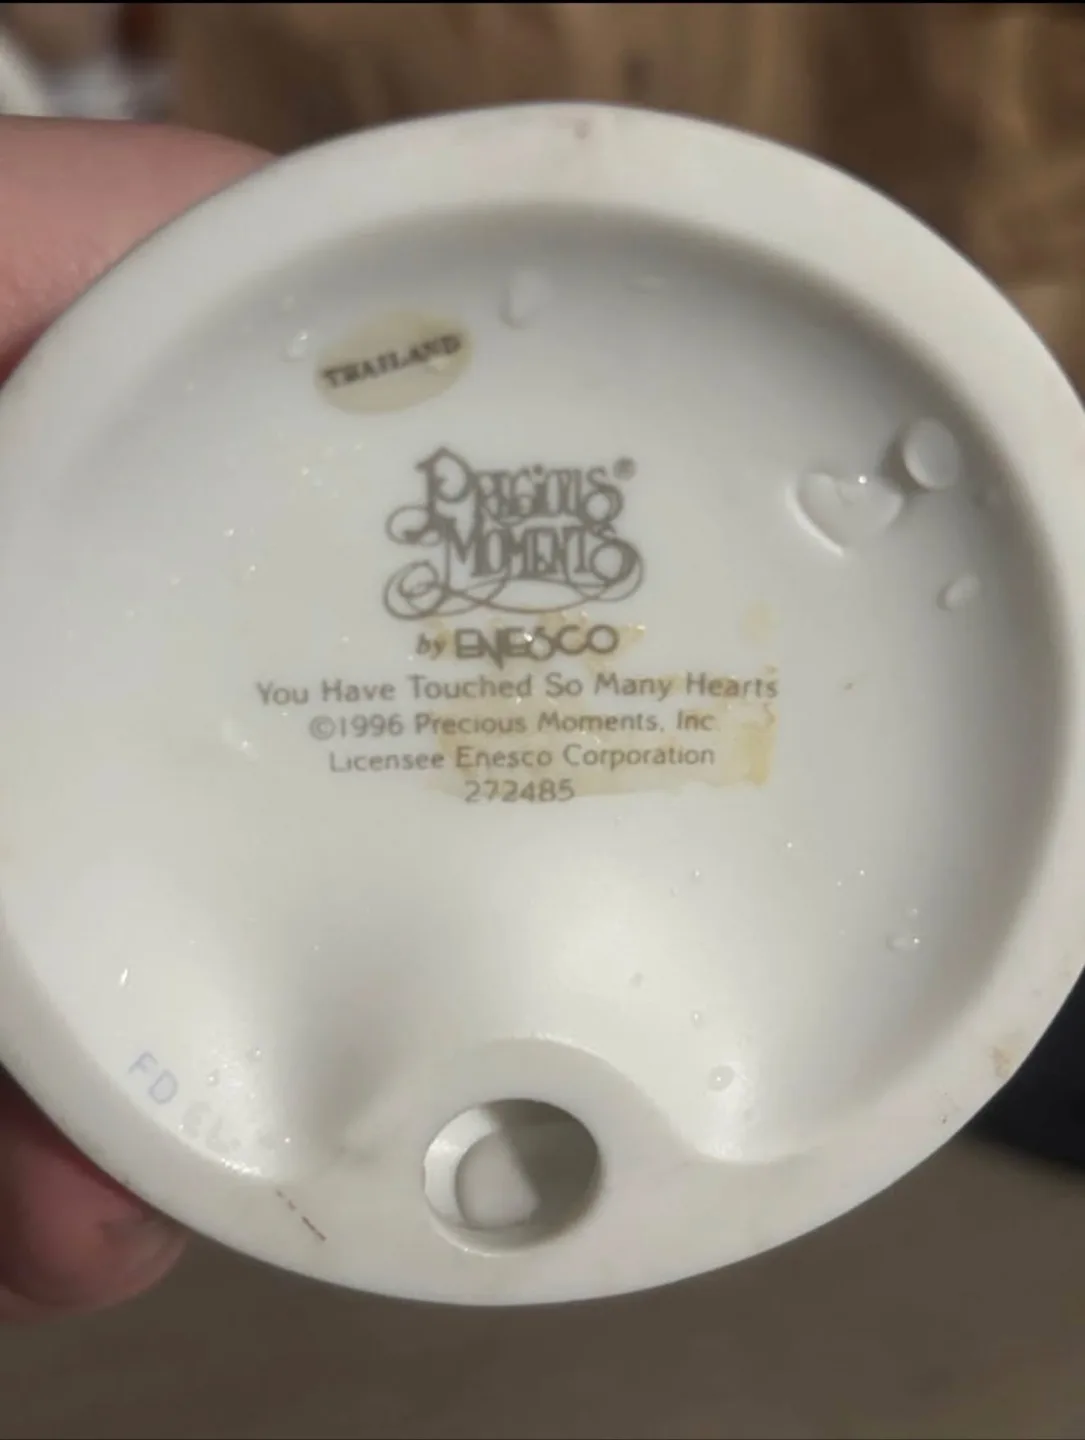 THAILAND
Precious®
Moments
by ENESCO
You Have Touched So Many Hearts
©1996 Precious Moments, Inc
Licensee Enesco Corporation
272485
FD